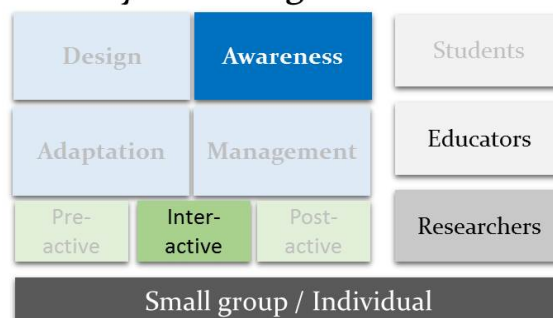 Design
Awareness
Students
Adaptation
Management
Educators
Pre-
active
Inter-
active
Post-
active
Researchers
Small group / Individual